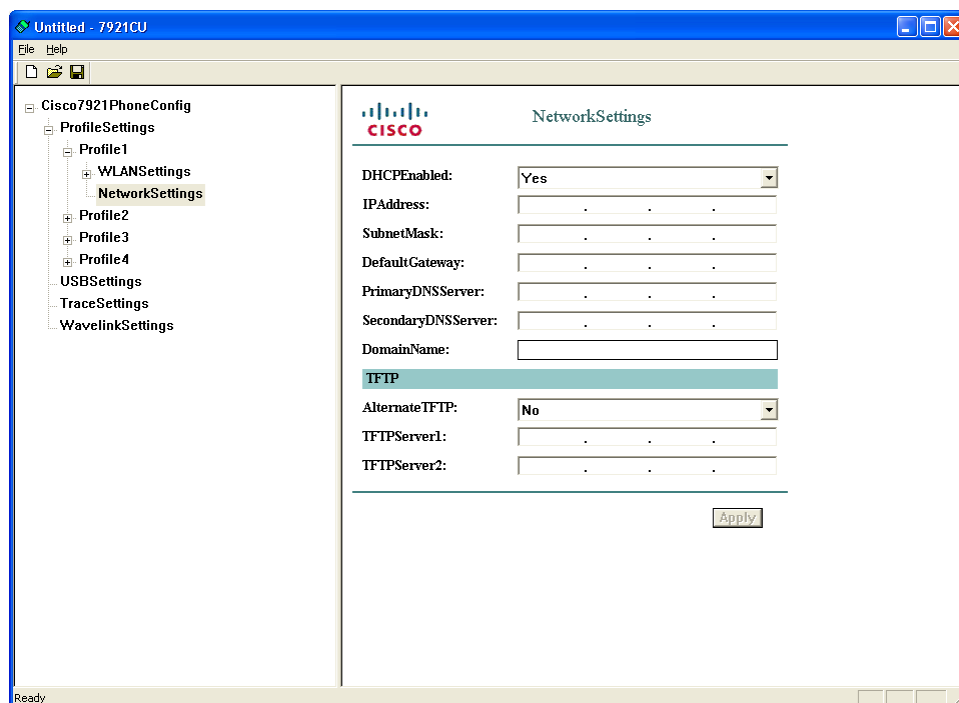 Untitled - 7921CU
File Help
Cisco7921PhoneConfig
ProfileSettings
Profile1
WLANSettings
NetworkSettings
Profile2
Profile3
Profile4
USBSettings
TraceSettings
WavelinkSettings
CISCO
NetworkSettings
DHCPEnabled: Yes
IPAddress: . . .
SubnetMask: . . .
DefaultGateway: . . .
PrimaryDNSServer: . . .
SecondaryDNSServer: . . .
DomainName:
TFTP
AlternateTFTP: No
TFTPServer1: . . .
TFTPServer2: . . .
Apply
Ready